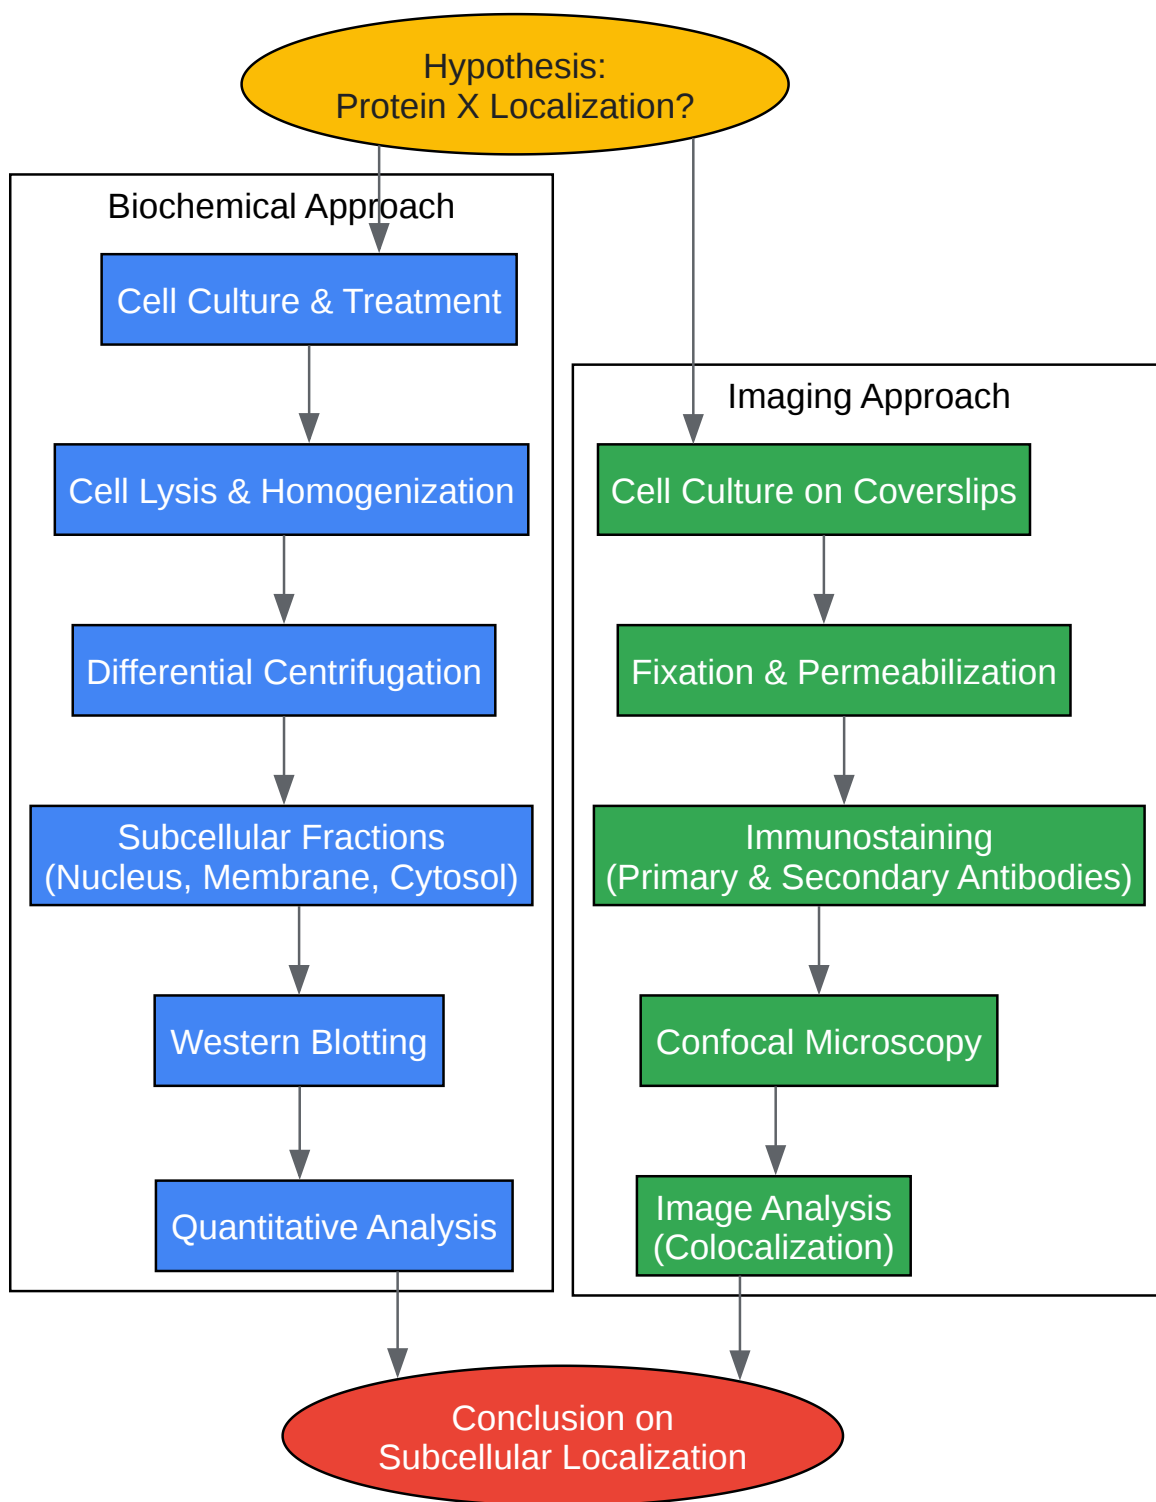 Hypothesis:
Protein X Localization?
Biochemical Approach
Cell Culture & Treatment
Cell Lysis & Homogenization
Differential Centrifugation
Subcellular Fractions
(Nucleus, Membrane, Cytosol)
Western Blotting
Quantitative Analysis
Imaging Approach
Cell Culture on Coverslips
Fixation & Permeabilization
Immunostaining
(Primary & Secondary Antibodies)
Confocal Microscopy
Image Analysis
(Colocalization)
Conclusion on
Subcellular Localization